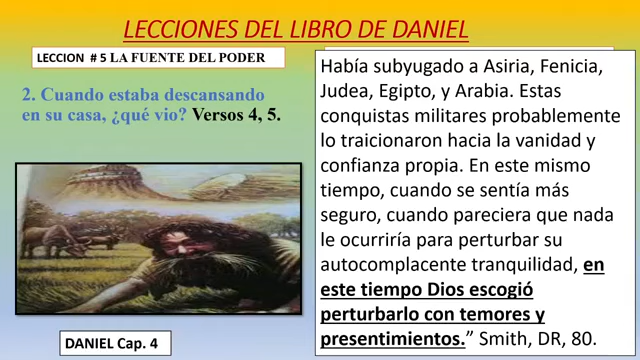 LECCIONES DEL LIBRO DE DANIEL
LECCION # 5 LA FUENTE DEL PODER
2. Cuando estaba descansando
en su casa, ¿qué vio? Versos 4, 5.
DANIEL Cap. 4
Había subyugado a Asiria, Fenicia,
Judea, Egipto, y Arabia. Estas
conquistas militares probablemente
lo traicionaron hacia la vanidad y
confianza propia. En este mismo
tiempo, cuando se sentía más
seguro, cuando pareciera que nada
le ocurriría para perturbar su
autocomplacente tranquilidad, en
este tiempo Dios escogió
perturbarlo con temores y
presentimientos.” Smith, DR, 80.